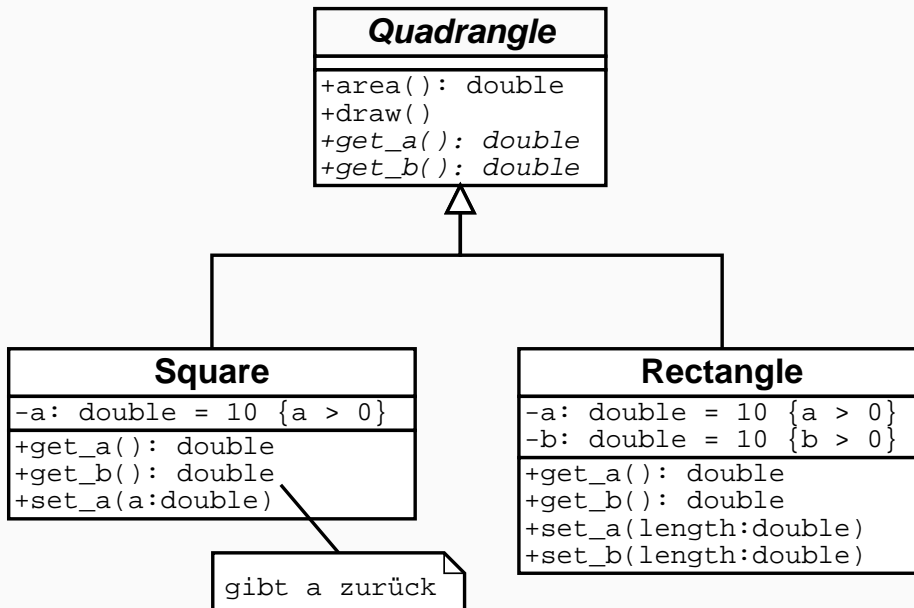 Quadrangle
+area(): double
+draw()
+get_a(): double
+get_b(): double
Square
-a: double = 10 {a > 0}
+get_a(): double
+get_b(): double
+set_a(a:double)
gibt a zurück
Rectangle
-a: double = 10 {a > 0}
-b: double = 10 {b > 0}
+get_a(): double
+get_b(): double
+set_a(length:double)
+set_b(length:double)